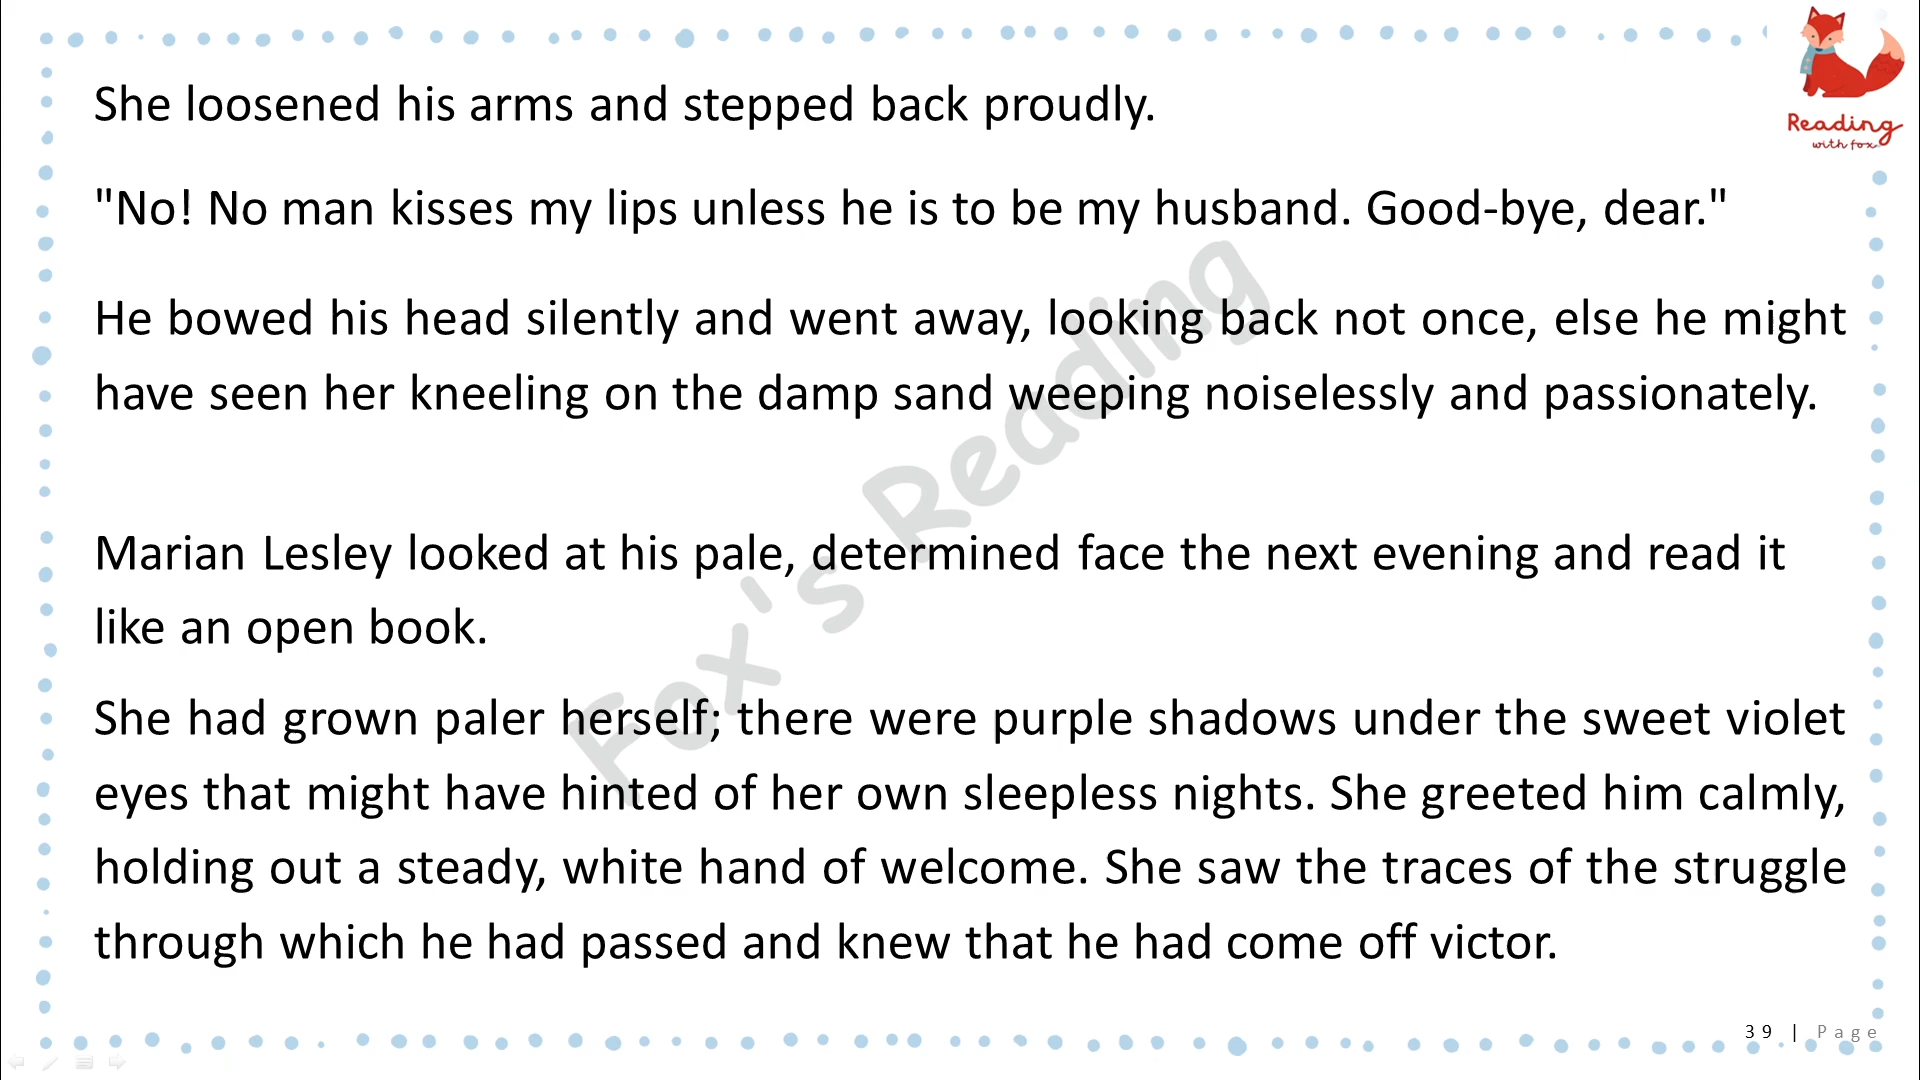 Reading
with fox
She loosened his arms and stepped back proudly.
"No! No man kisses my lips unless he is to be my husband. Good-bye, dear."
He bowed his head silently and went away, looking back not once, else he might
have seen her kneeling on the damp sand weeping noiselessly and passionately.
Marian Lesley looked at his pale, determined face the next evening and read it
like an open book.
She had grown paler herself; there were purple shadows under the sweet violet
eyes that might have hinted of her own sleepless nights. She greeted him calmly,
holding out a steady, white hand of welcome. She saw the traces of the struggle
through which he had passed and knew that he had come off victor.
Fox's Reading
39 | Page